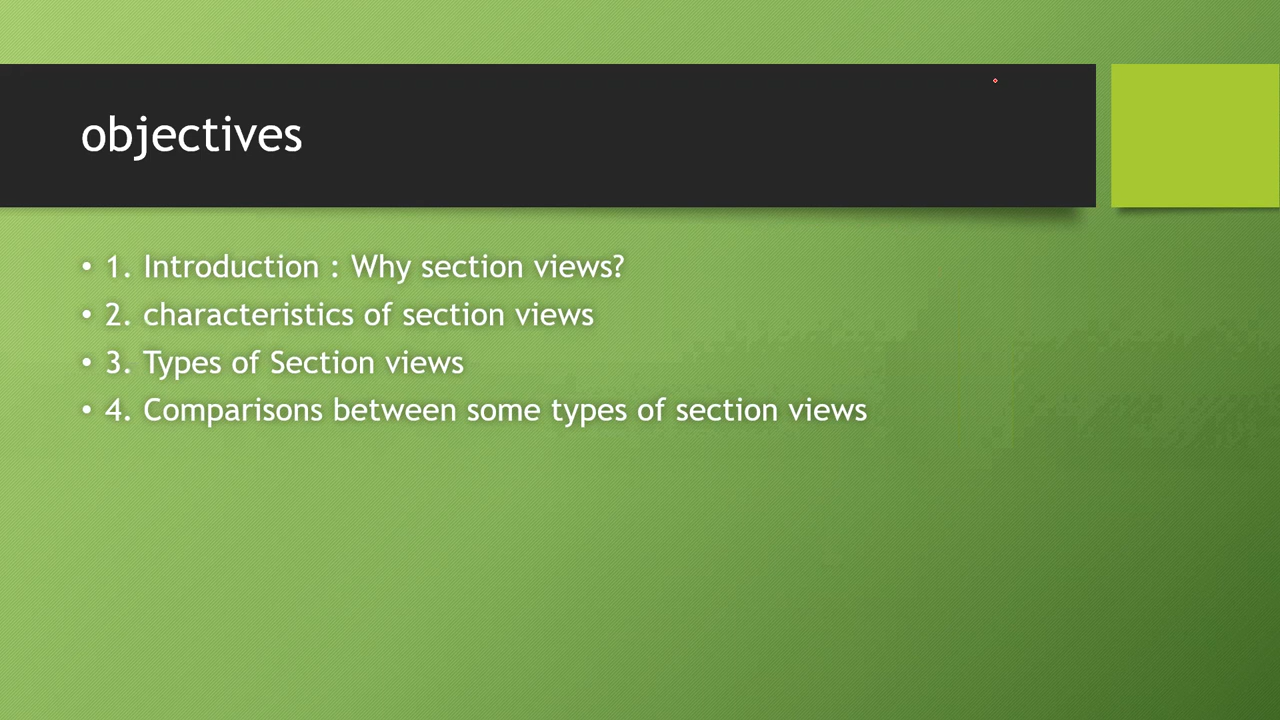 objectives
• 1. Introduction : Why section views?
• 2. characteristics of section views
• 3. Types of Section views
• 4. Comparisons between some types of section views